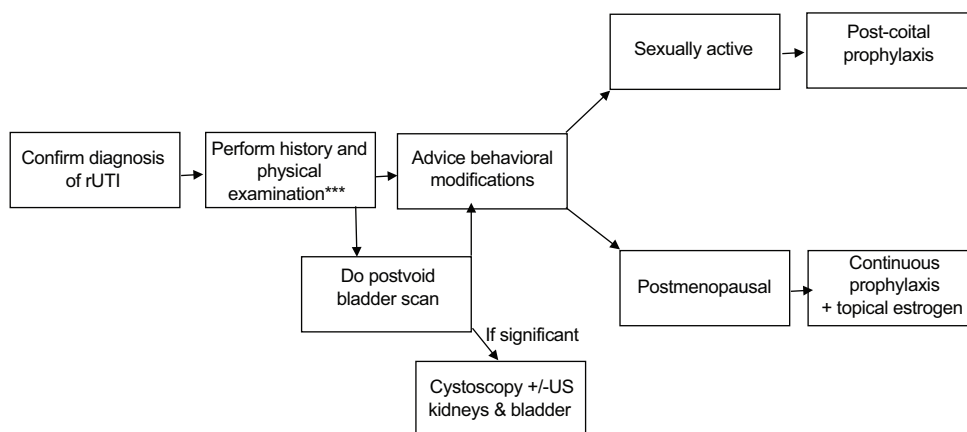 Confirm diagnosis
of rUTI
Perform history and
physical
examination***
Do postvoid
bladder scan
If significant
Cystoscopy +/-US
kidneys & bladder
Advice behavioral
modifications
Sexually active
Post-coital
prophylaxis
Postmenopausal
Continuous
prophylaxis
+ topical estrogen